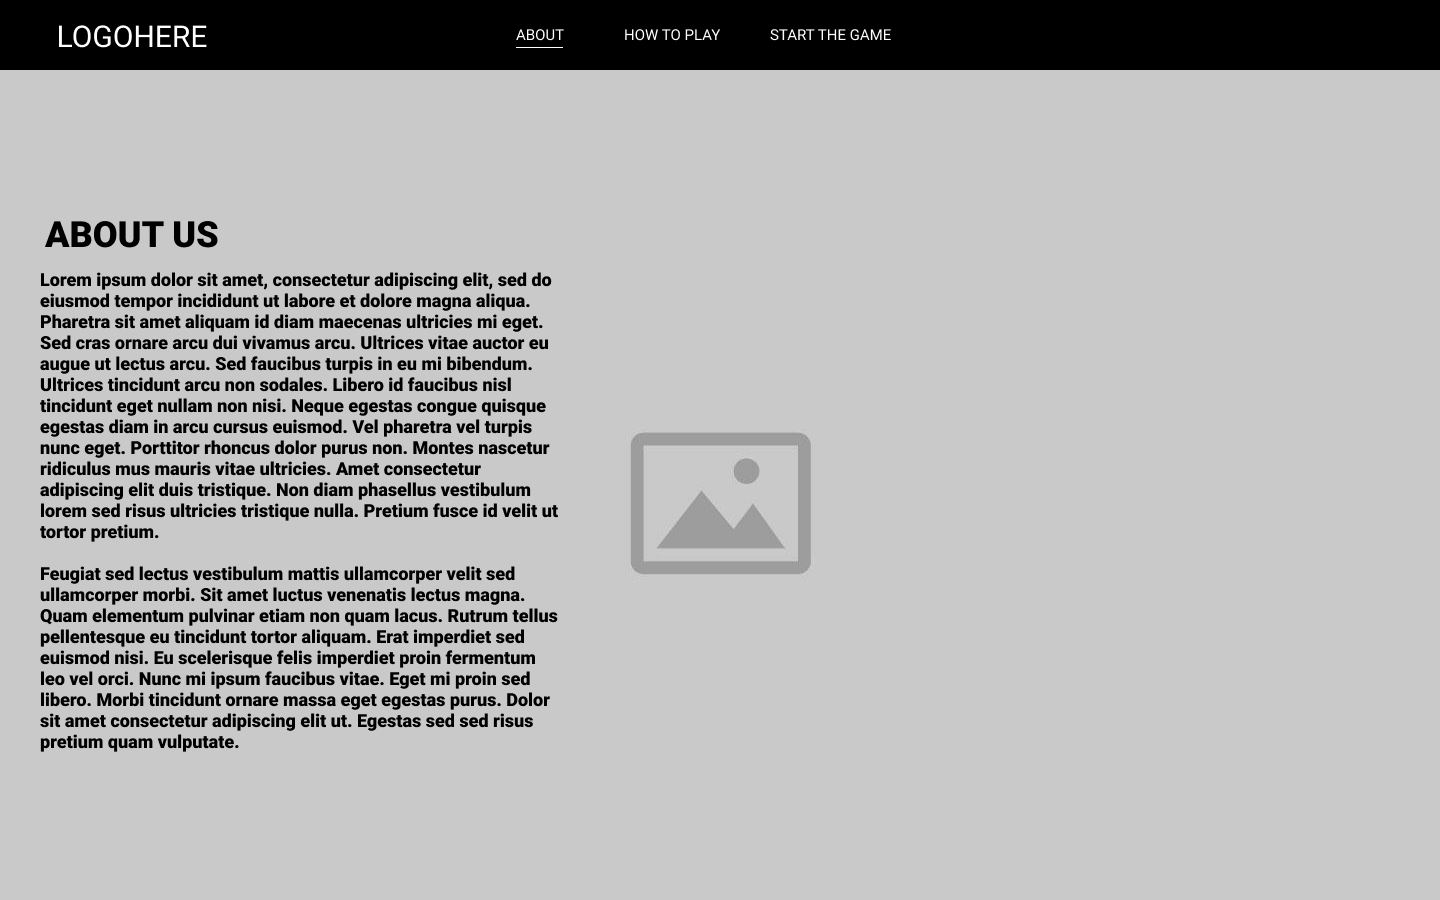 LOGOHERE
ABOUT
HOW TO PLAY
START THE GAME
ABOUT US
Lorem ipsum dolor sit amet, consectetur adipiscing elit, sed do
eiusmod tempor incididunt ut labore et dolore magna aliqua.
Pharetra sit amet aliquam id diam maecenas ultricies mi eget.
Sed cras ornare arcu dui vivamus arcu. Ultrices vitae auctor eu
augue ut lectus arcu. Sed faucibus turpis in eu mi bibendum.
Ultrices tincidunt arcu non sodales. Libero id faucibus nisl
tincidunt eget nullam non nisi. Neque egestas congue quisque
egestas diam in arcu cursus euismod. Vel pharetra vel turpis
nunc eget. Porttitor rhoncus dolor purus non. Montes nascetur
ridiculus mus mauris vitae ultricies. Amet consectetur
adipiscing elit duis tristique. Non diam phasellus vestibulum
lorem sed risus ultricies tristique nulla. Pretium fusce id velit ut
tortor pretium.
Feugiat sed lectus vestibulum mattis ullamcorper velit sed
ullamcorper morbi. Sit amet luctus venenatis lectus magna.
Quam elementum pulvinar etiam non quam lacus. Rutrum tellus
pellentesque eu tincidunt tortor aliquam. Erat imperdiet sed
euismod nisi. Eu scelerisque felis imperdiet proin fermentum
leo vel orci. Nunc mi ipsum faucibus vitae. Eget mi proin sed
libero. Morbi tincidunt ornare massa eget egestas purus. Dolor
sit amet consectetur adipiscing elit ut. Egestas sed sed risus
pretium quam vulputate.